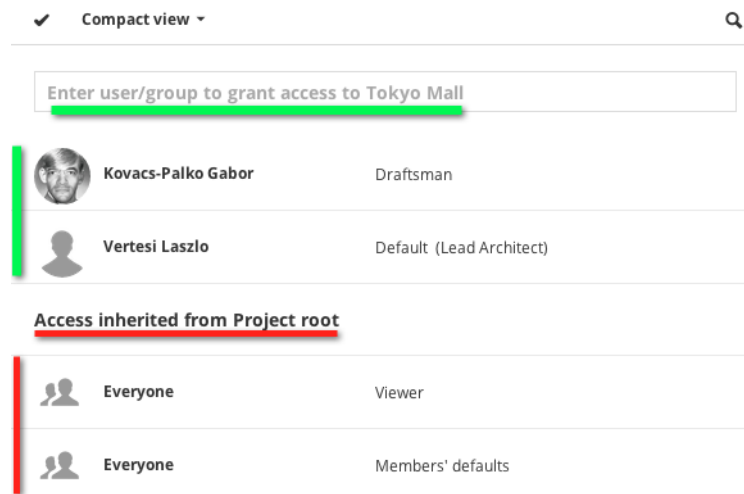 Compact view
Enter user/group to grant access to Tokyo Mall
Kovacs-Palko Gabor Draftsman
Vertesi Laszlo Default (Lead Architect)
Access inherited from Project root
Everyone Viewer
Everyone Members' defaults